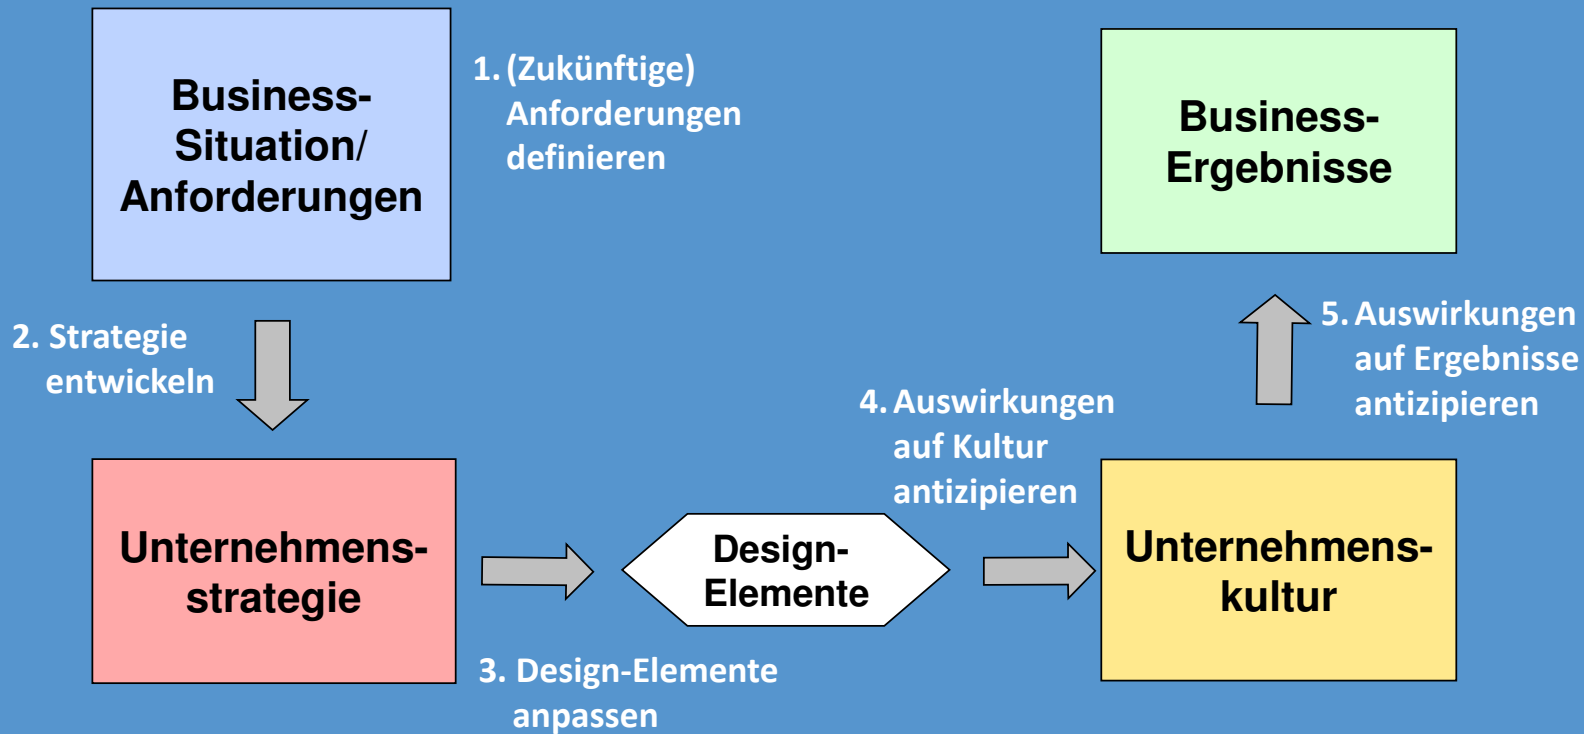 Business-
Situation/
Anforderungen
1. (Zukünftige)
Anforderungen
definieren
Business-
Ergebnisse
2. Strategie
entwickeln
5. Auswirkungen
auf Ergebnisse
antizipieren
4. Auswirkungen
auf Kultur
antizipieren
Unternehmens-
strategie
Design-
Elemente
Unternehmens-
kultur
3. Design-Elemente
anpassen